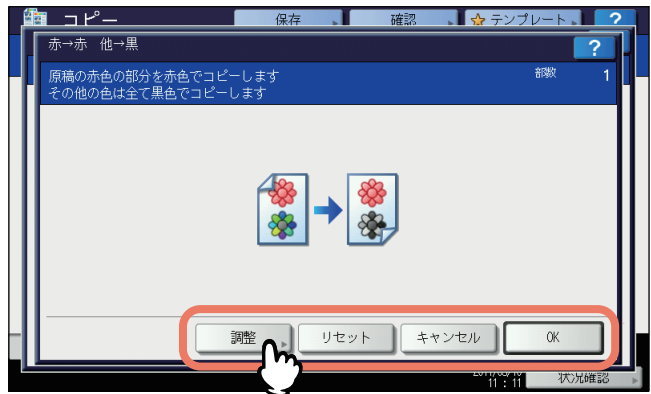 コピー
保存
確認
テンプレート
?
赤→赤 他→黒
?
原稿の赤色の部分を赤色でコピーします
部数 1
その他の色は全て黒色でコピーします
調整
リセット
キャンセル
OK
11:11
状況確認